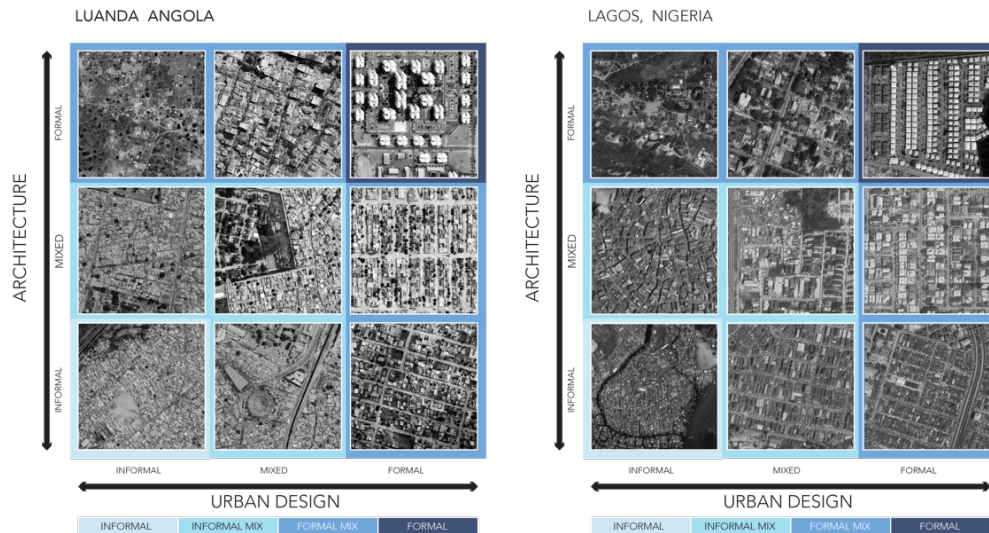 LUANDA ANGOLA
ARCHITECTURE
FORMAL
MIXED
INFORMAL
INFORMAL
MIXED
FORMAL
URBAN DESIGN
INFORMAL
INFORMAL MIX
FORMAL MIX
FORMAL
LAGOS, NIGERIA
ARCHITECTURE
FORMAL
MIXED
INFORMAL
INFORMAL
MIXED
FORMAL
URBAN DESIGN
INFORMAL
INFORMAL MIX
FORMAL MIX
FORMAL